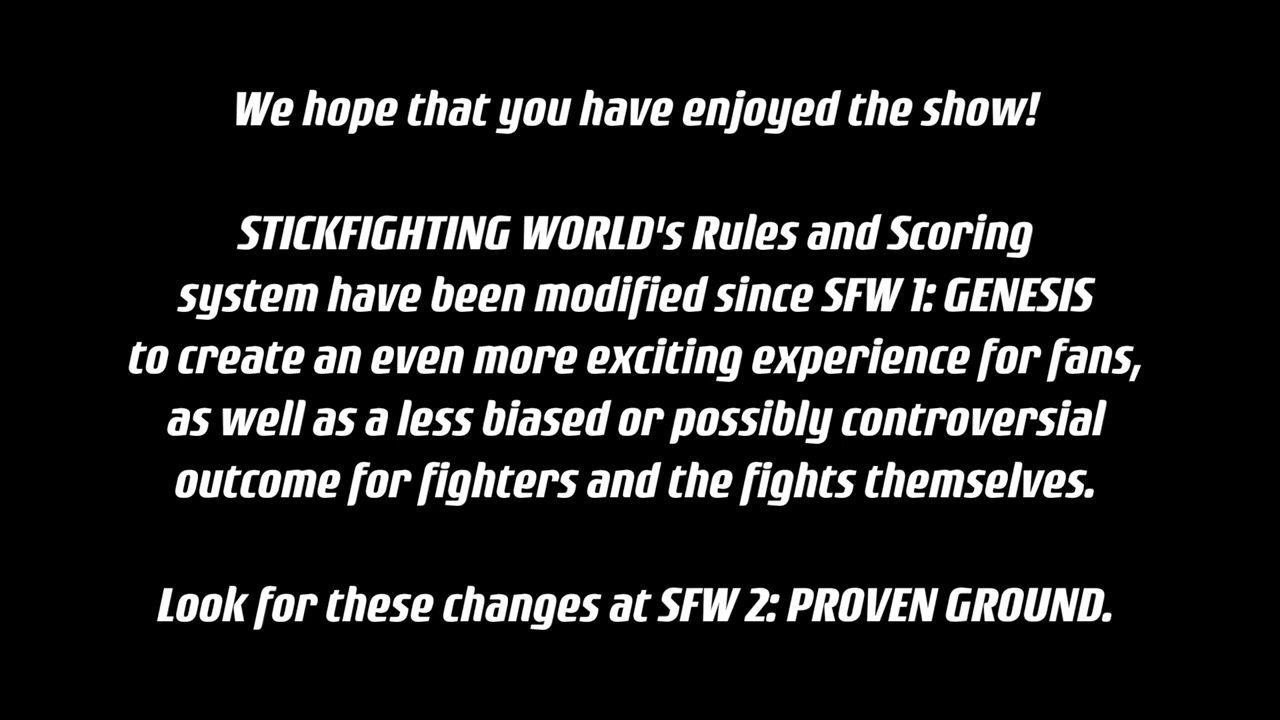 We hope that you have enjoyed the show!
STICKFIGHTING WORLD's Rules and Scoring
system have been modified since SFW 1: GENESIS
to create an even more exciting experience for fans,
as well as a less biased or possibly controversial
outcome for fighters and the fights themselves.
Look for these changes at SFW 2: PROVEN GROUND.